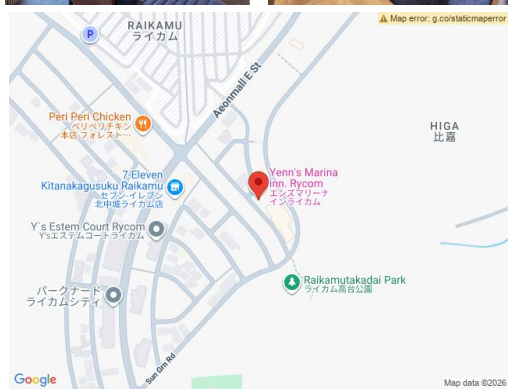 Map error: g.co/staticmaperror
RAIKAMU
ライカム
P
Aeonmall E St
HIGA
比嘉
Peri Peri Chicken
ペリペリチキン
本店 フォレスト…
Yenn's Marina
inn. Rycom
エンズマリーナ
インライカム
7-Eleven
Kitanakagusuku Raikamu
セブン-イレブン
北中城ライカム店
Y's Estem Court Rycom
Y'sエステムコートライカム
Raikamutakadai Park
ライカム高台公園
パークナード
ライカムシティ
Sun Grn Rd
Google
Map data ©2026